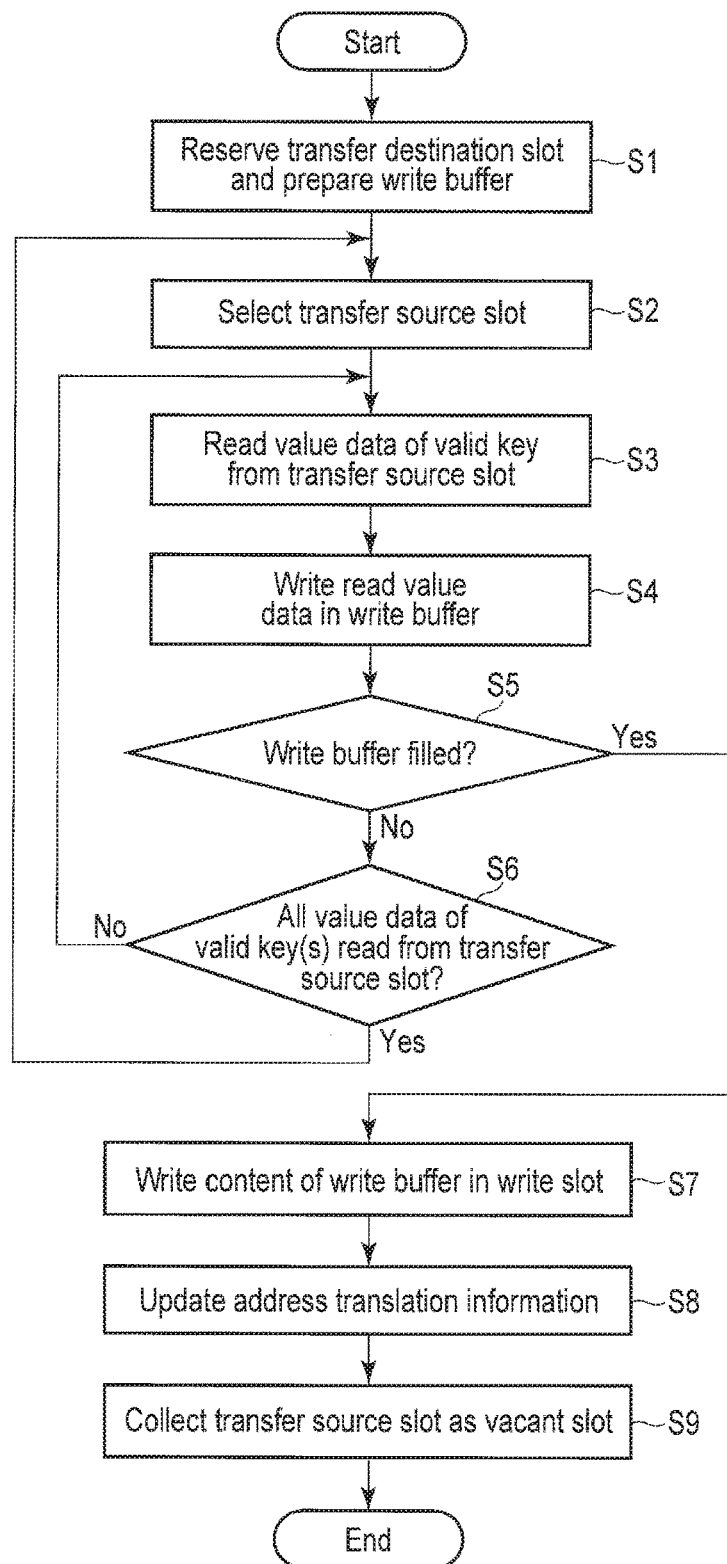 Start
Reserve transfer destination slot
and prepare write buffer
S1
Select transfer source slot
S2
Read value data of valid key
from transfer source slot
S3
Write read value
data in write buffer
S4
S5
Write buffer filled?
Yes
No
S6
No
All value data of
valid key(s) read from transfer
source slot?
Yes
Write content of write buffer in write slot
S7
Update address translation information
S8
Collect transfer source slot as vacant slot
S9
End